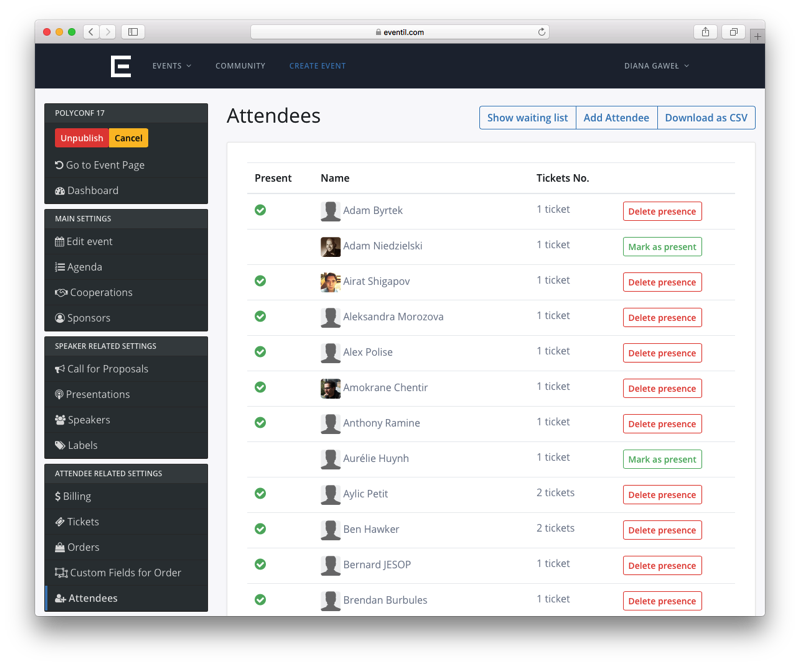 eventil.com
E
EVENTS
COMMUNITY
CREATE EVENT
DIANA GAWEŁ
POLYCONF 17
Unpublish
Cancel
Go to Event Page
Dashboard
MAIN SETTINGS
Edit event
Agenda
Cooperations
Sponsors
SPEAKER RELATED SETTINGS
Call for Proposals
Presentations
Speakers
Labels
ATTENDEE RELATED SETTINGS
Billing
Tickets
Orders
Custom Fields for Order
Attendees
Attendees
Show waiting list
Add Attendee
Download as CSV
Present Name Tickets No.
Adam Byrtek 1 ticket Delete presence
Adam Niedzielski 1 ticket Mark as present
Airat Shigapov 1 ticket Delete presence
Aleksandra Morozova 1 ticket Delete presence
Alex Polise 1 ticket Delete presence
Amokrane Chentir 1 ticket Delete presence
Anthony Ramine 1 ticket Delete presence
Aurélie Huynh 1 ticket Mark as present
Aylic Petit 2 tickets Delete presence
Ben Hawker 2 tickets Delete presence
Bernard JESOP 1 ticket Delete presence
Brendan Burbules 1 ticket Delete presence